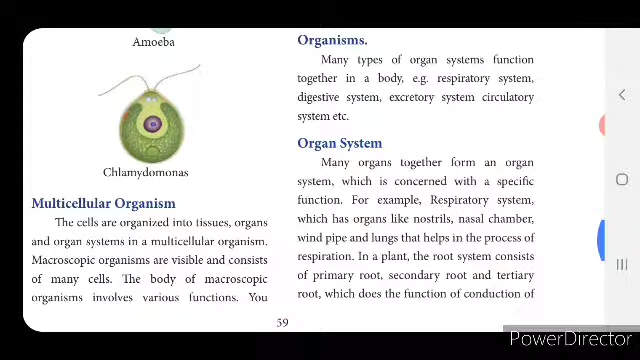 Amoeba
Chlamydomonas
Multicellular Organism
The cells are organized into tissues, organs
and organ systems in a multicellular organism.
Macroscopic organisms are visible and consists
of many cells. The body of macroscopic
organisms involves various functions. You
Organisms.
Many types of organ systems function
together in a body, e.g. respiratory system,
digestive system, excretory system circulatory
system etc.
Organ System
Many organs together form an organ
system, which is concerned with a specific
function. For example, Respiratory system,
which has organs like nostrils, nasal chamber,
wind pipe and lungs that helps in the process of
respiration. In a plant, the root system consists
of primary root, secondary root and tertiary
root, which does the function of conduction of
59
PowerDirector